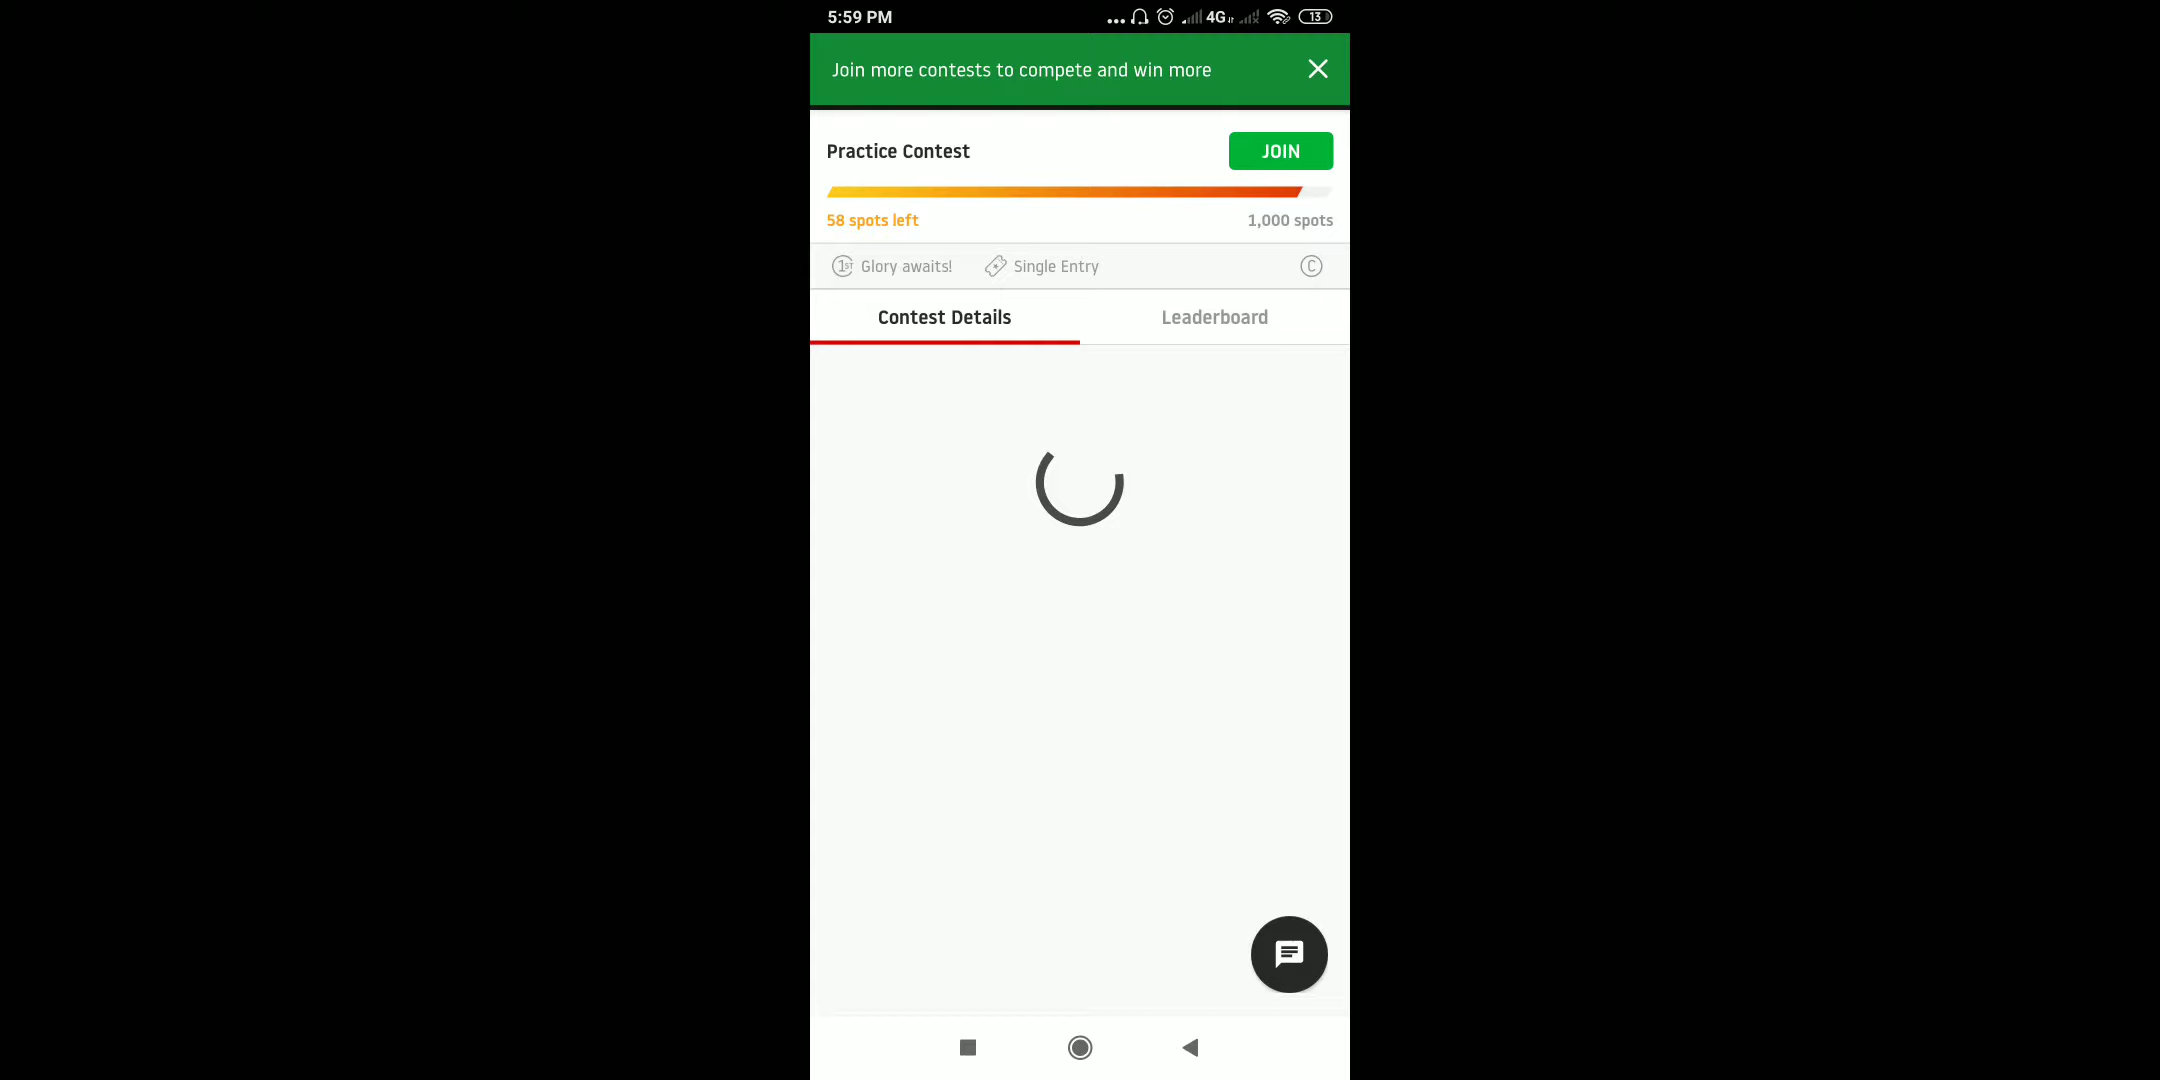 5:59 PM 4G 13
Join more contests to compete and win more
Practice Contest JOIN
58 spots left 1,000 spots
1ST Glory awaits! Single Entry C
Contest Details Leaderboard